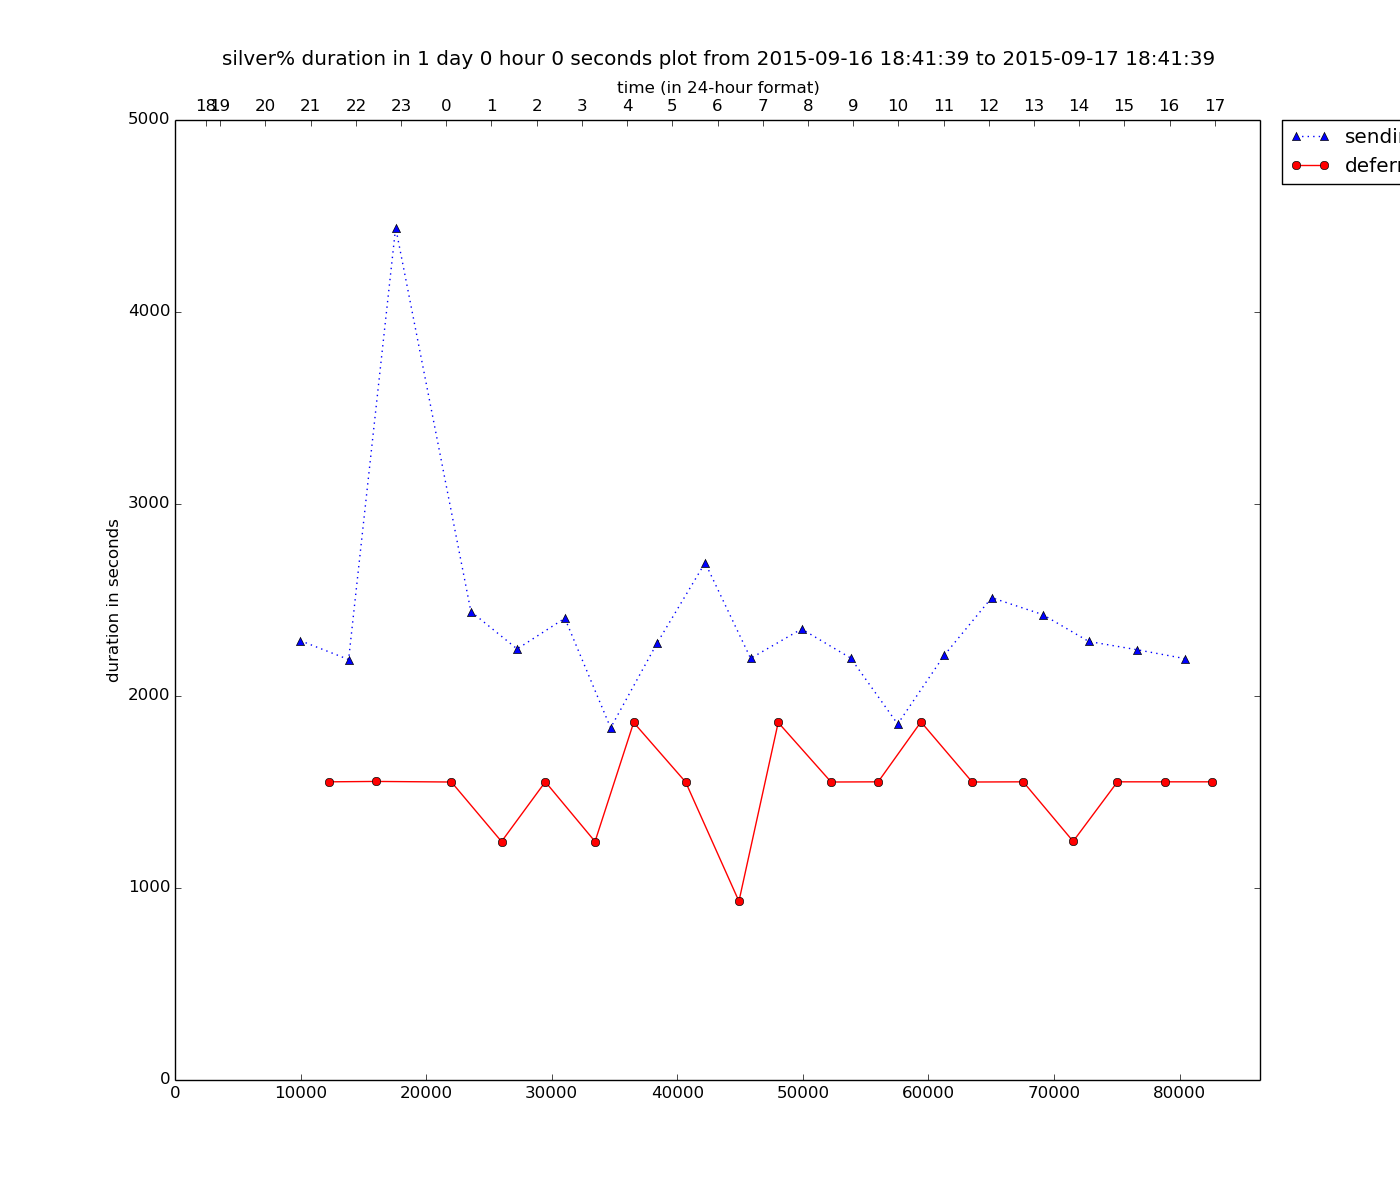 silver% duration in 1 day 0 hour 0 seconds plot from 2015-09-16 18:41:39 to 2015-09-17 18:41:39
time (in 24-hour format)
18 19 20 21 22 23 0 1 2 3 4 5 6 7 8 9 10 11 12 13 14 15 16 17
5000
4000
3000
2000
1000
0
duration in seconds
0 10000 20000 30000 40000 50000 60000 70000 80000